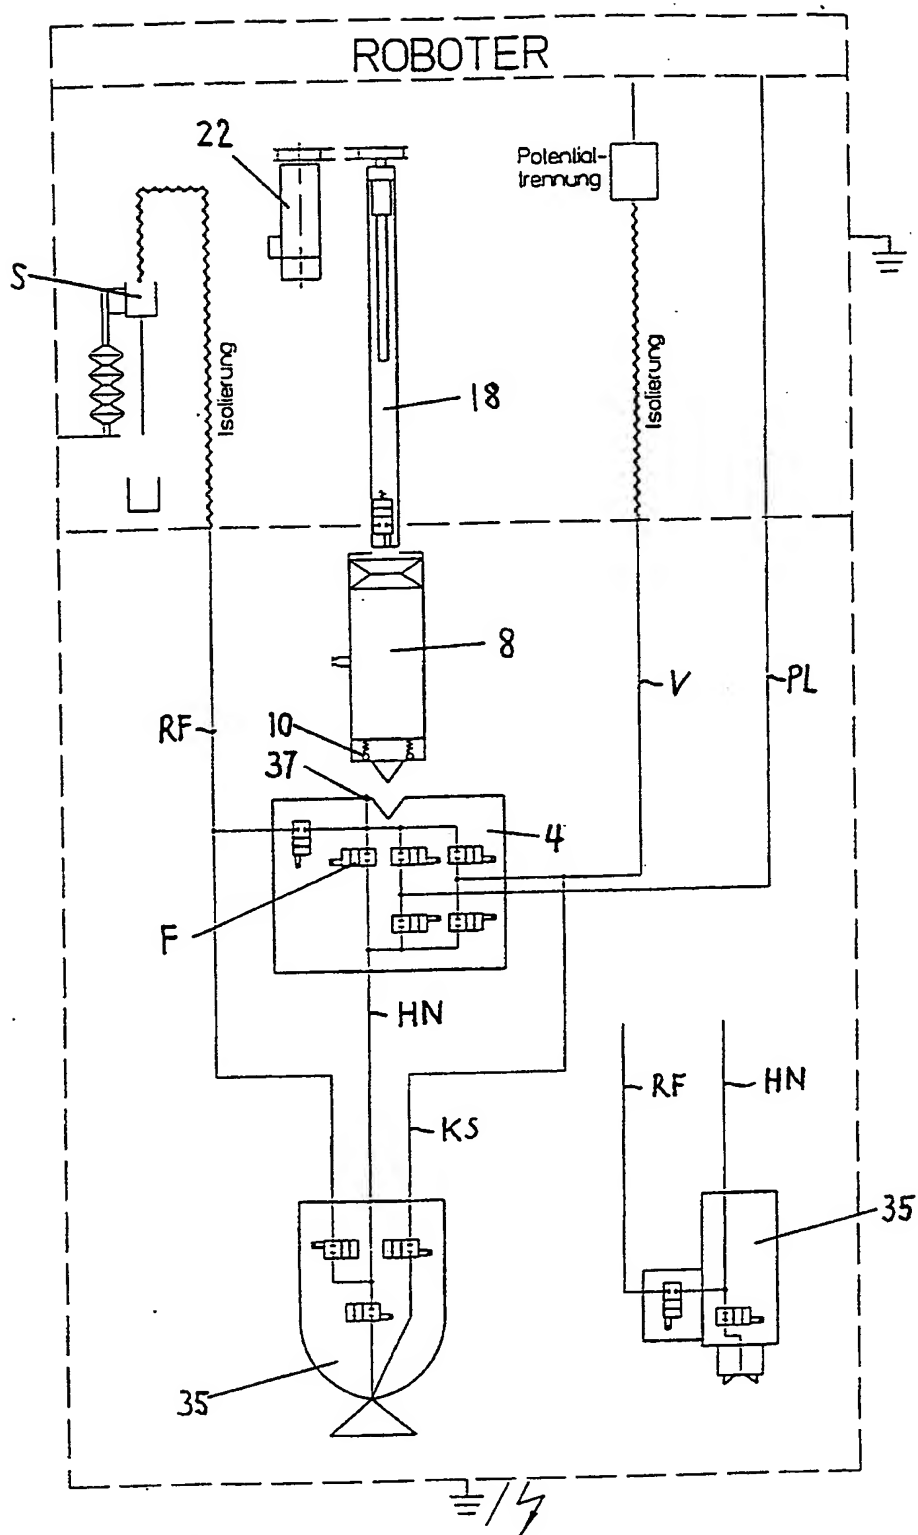 ROBOTER
22
Potential-
trennung
S
Isolierung
Isolierung
18
8
V
PL
RF
10
37
4
F
HN
RF
HN
KS
35
35